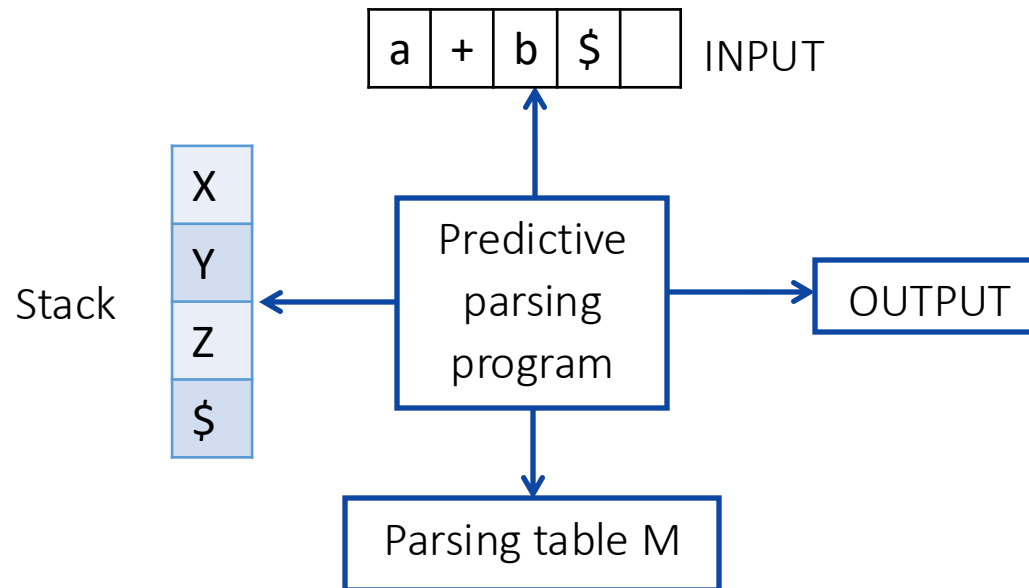 a + b $ INPUT
X
Y
Z
$
Stack
Predictive
parsing
program
OUTPUT
Parsing table M